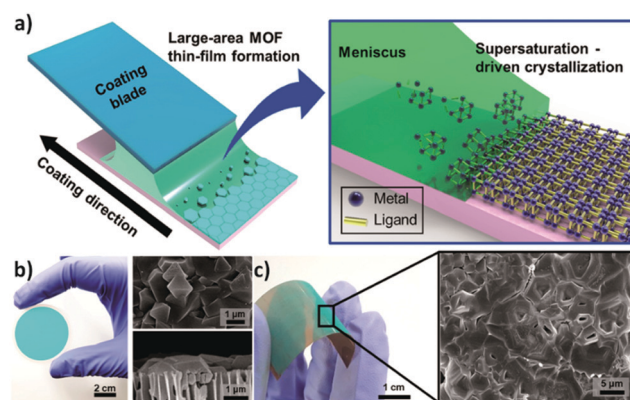 a)
Large-area MOF
thin-film formation
Coating
blade
Coating direction
Meniscus
Supersaturation -
driven crystallization
Metal
Ligand
b)
2 cm
1 µm
1 µm
c)
1 cm
5 µm